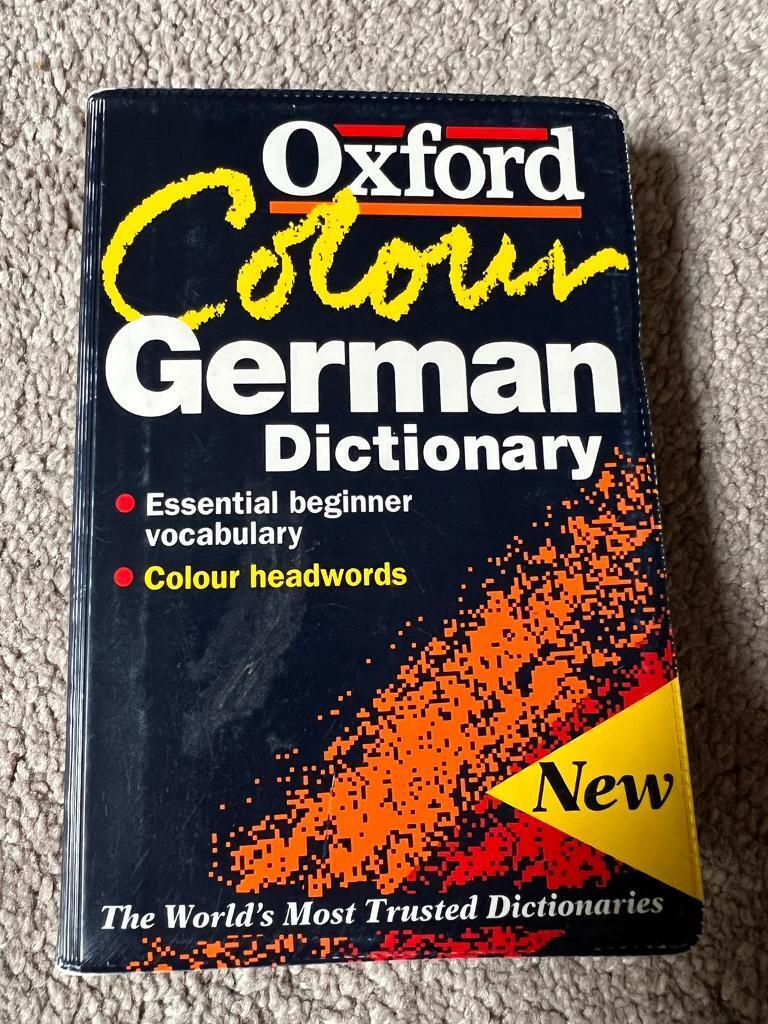 Oxford
Colour
German
Dictionary
Essential beginner
vocabulary
Colour headwords
New
The World's Most Trusted Dictionaries